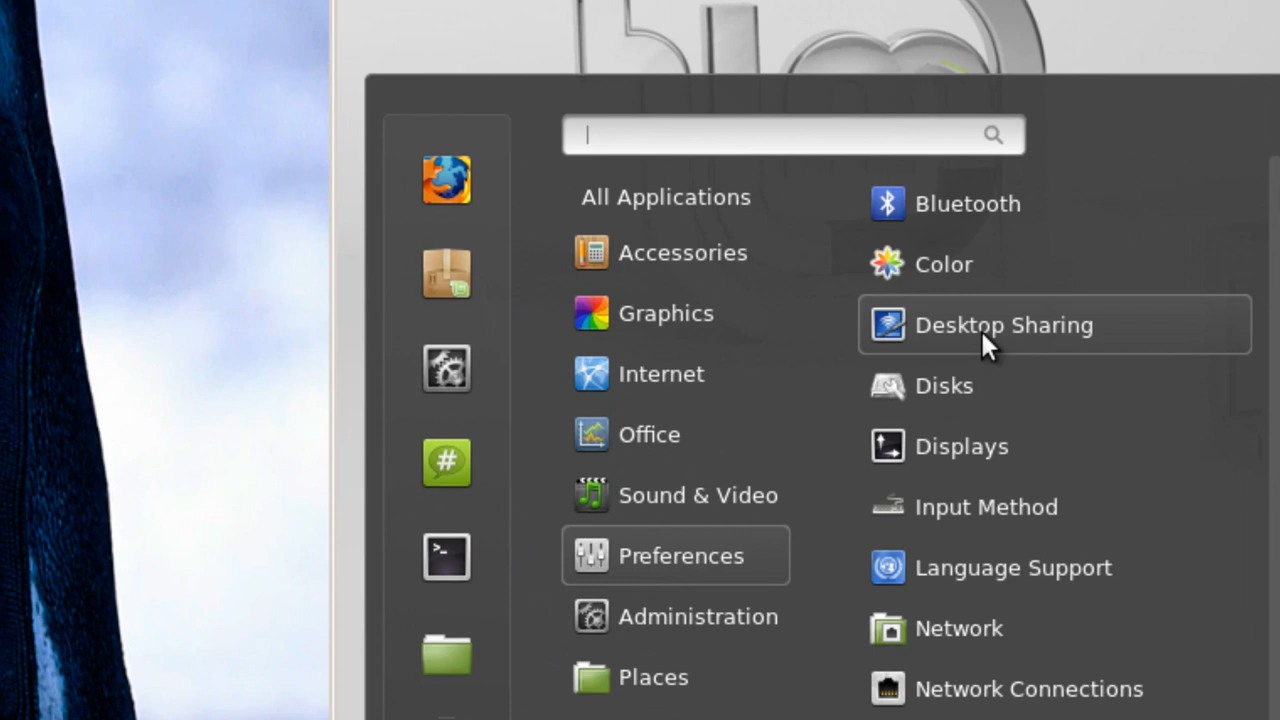 All Applications
Accessories
Graphics
Internet
Office
Sound & Video
Preferences
Administration
Places
Bluetooth
Color
Desktop Sharing
Disks
Displays
Input Method
Language Support
Network
Network Connections
#
>_